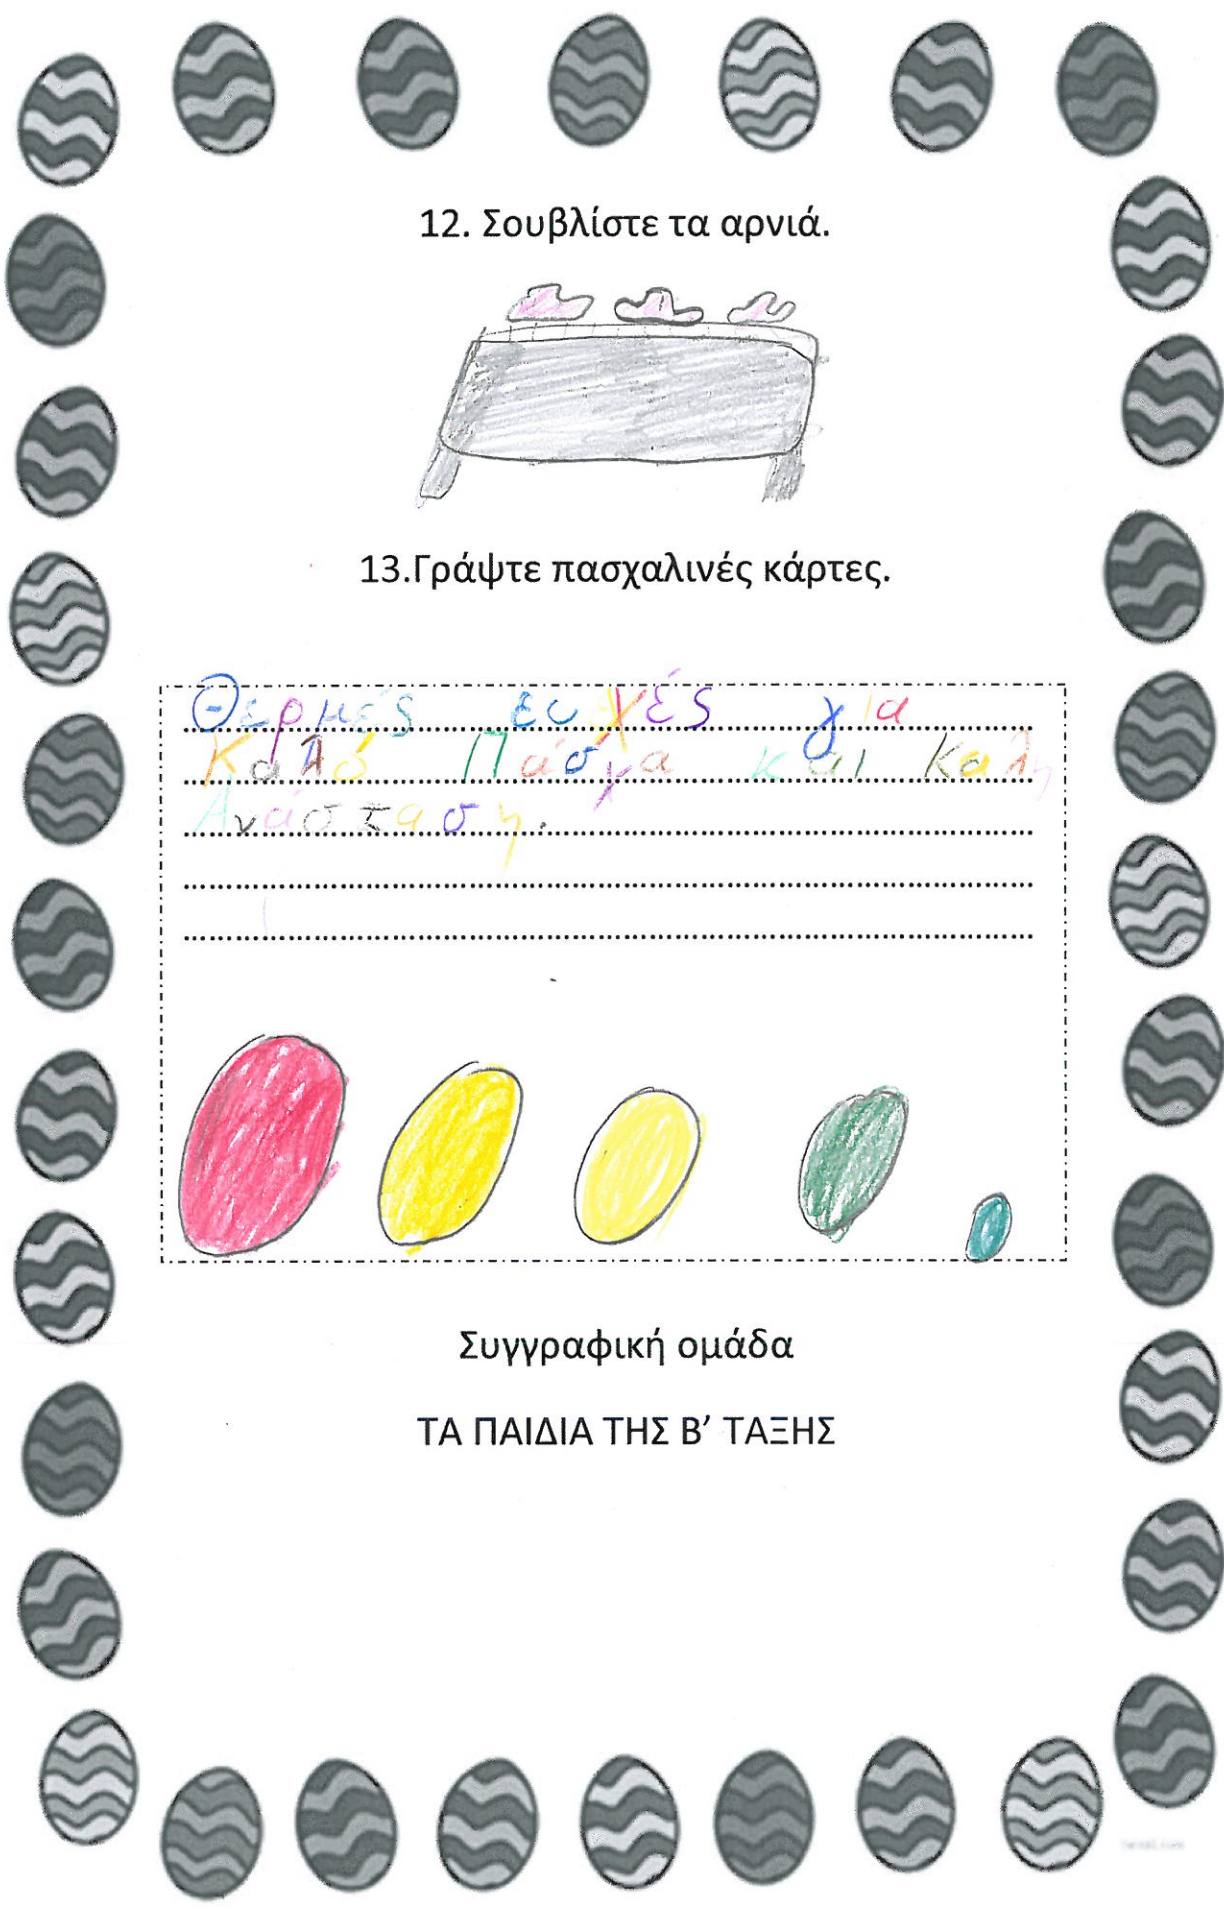 12. Σουβλίστε τα αρνιά.
13.Γράψτε πασχαλινές κάρτες.
Θερμές ευχές για
Καλό Πάσχα και καλη
Ανάσταση.
Συγγραφική ομάδα
ΤΑ ΠΑΙΔΙΑ ΤΗΣ Β’ ΤΑΞΗΣ